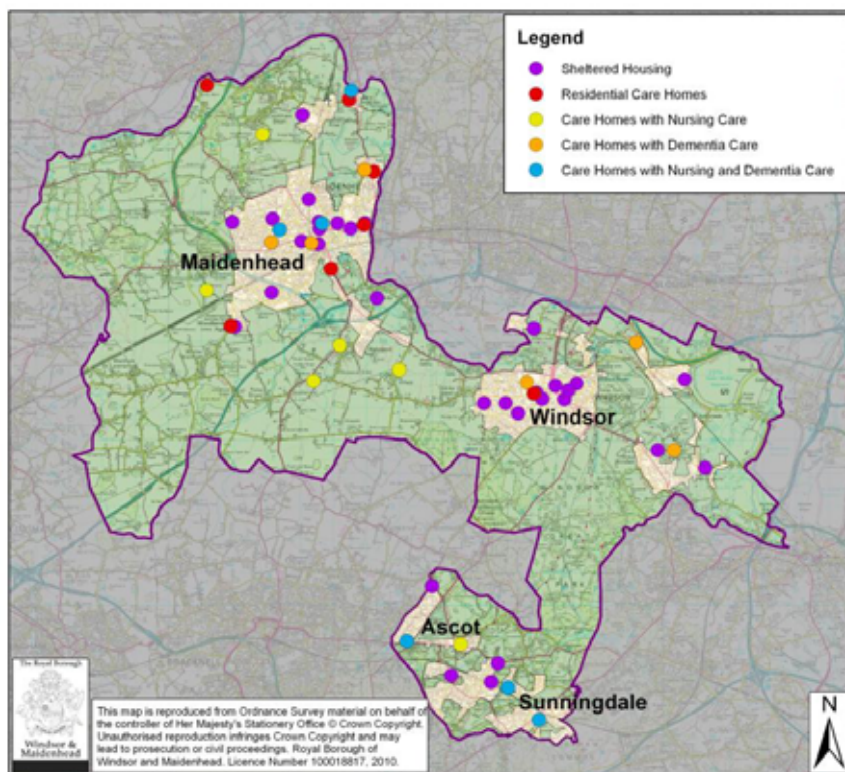 Legend
Sheltered Housing
Residential Care Homes
Care Homes with Nursing Care
Care Homes with Dementia Care
Care Homes with Nursing and Dementia Care
Maidenhead
Windsor
Ascot
Sunningdale
The Royal Borough
Windsor &
Maidenhead
This map is reproduced from Ordnance Survey material on behalf of
the controller of Her Majesty's Stationery Office © Crown Copyright.
Unauthorised reproduction infringes Crown Copyright and may
lead to prosecution or civil proceedings. Royal Borough of
Windsor and Maidenhead. Licence Number 100018817, 2010.
N